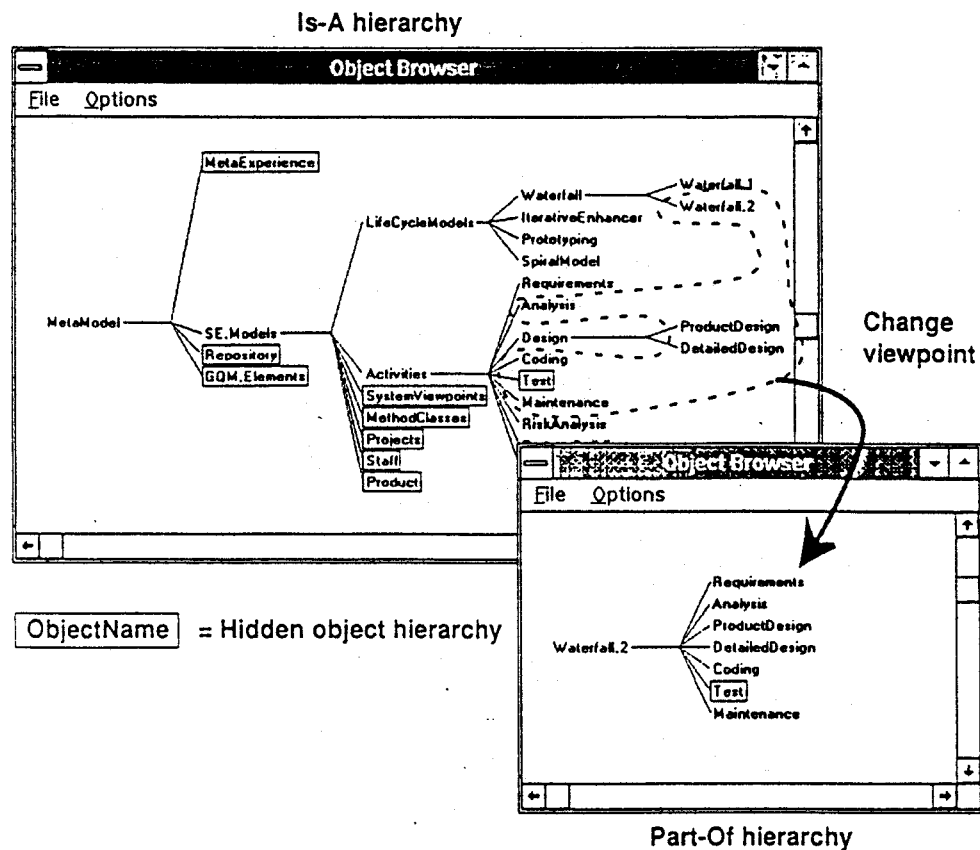 Is-A hierarchy
Object Browser
File Options
MetaExperience
Waterfall
Waterfall.1
Waterfall.2
LifeCycleModels
IterativeEnhancer
Prototyping
SpiralModel
Requirements
Analysis
MetaModel
SE.Models
Design
ProductDesign
DetailedDesign
Change
viewpoint
Repository
GQM.Elements
Coding
Activities
Test
SystemViewpoints
Maintenance
MethodClasses
RiskAnalysis
Projects
Staff
Product
Object Browser
File Options
Requirements
Analysis
ProductDesign
Waterfall.2
DetailedDesign
Coding
Test
Maintenance
ObjectName = Hidden object hierarchy
Part-Of hierarchy